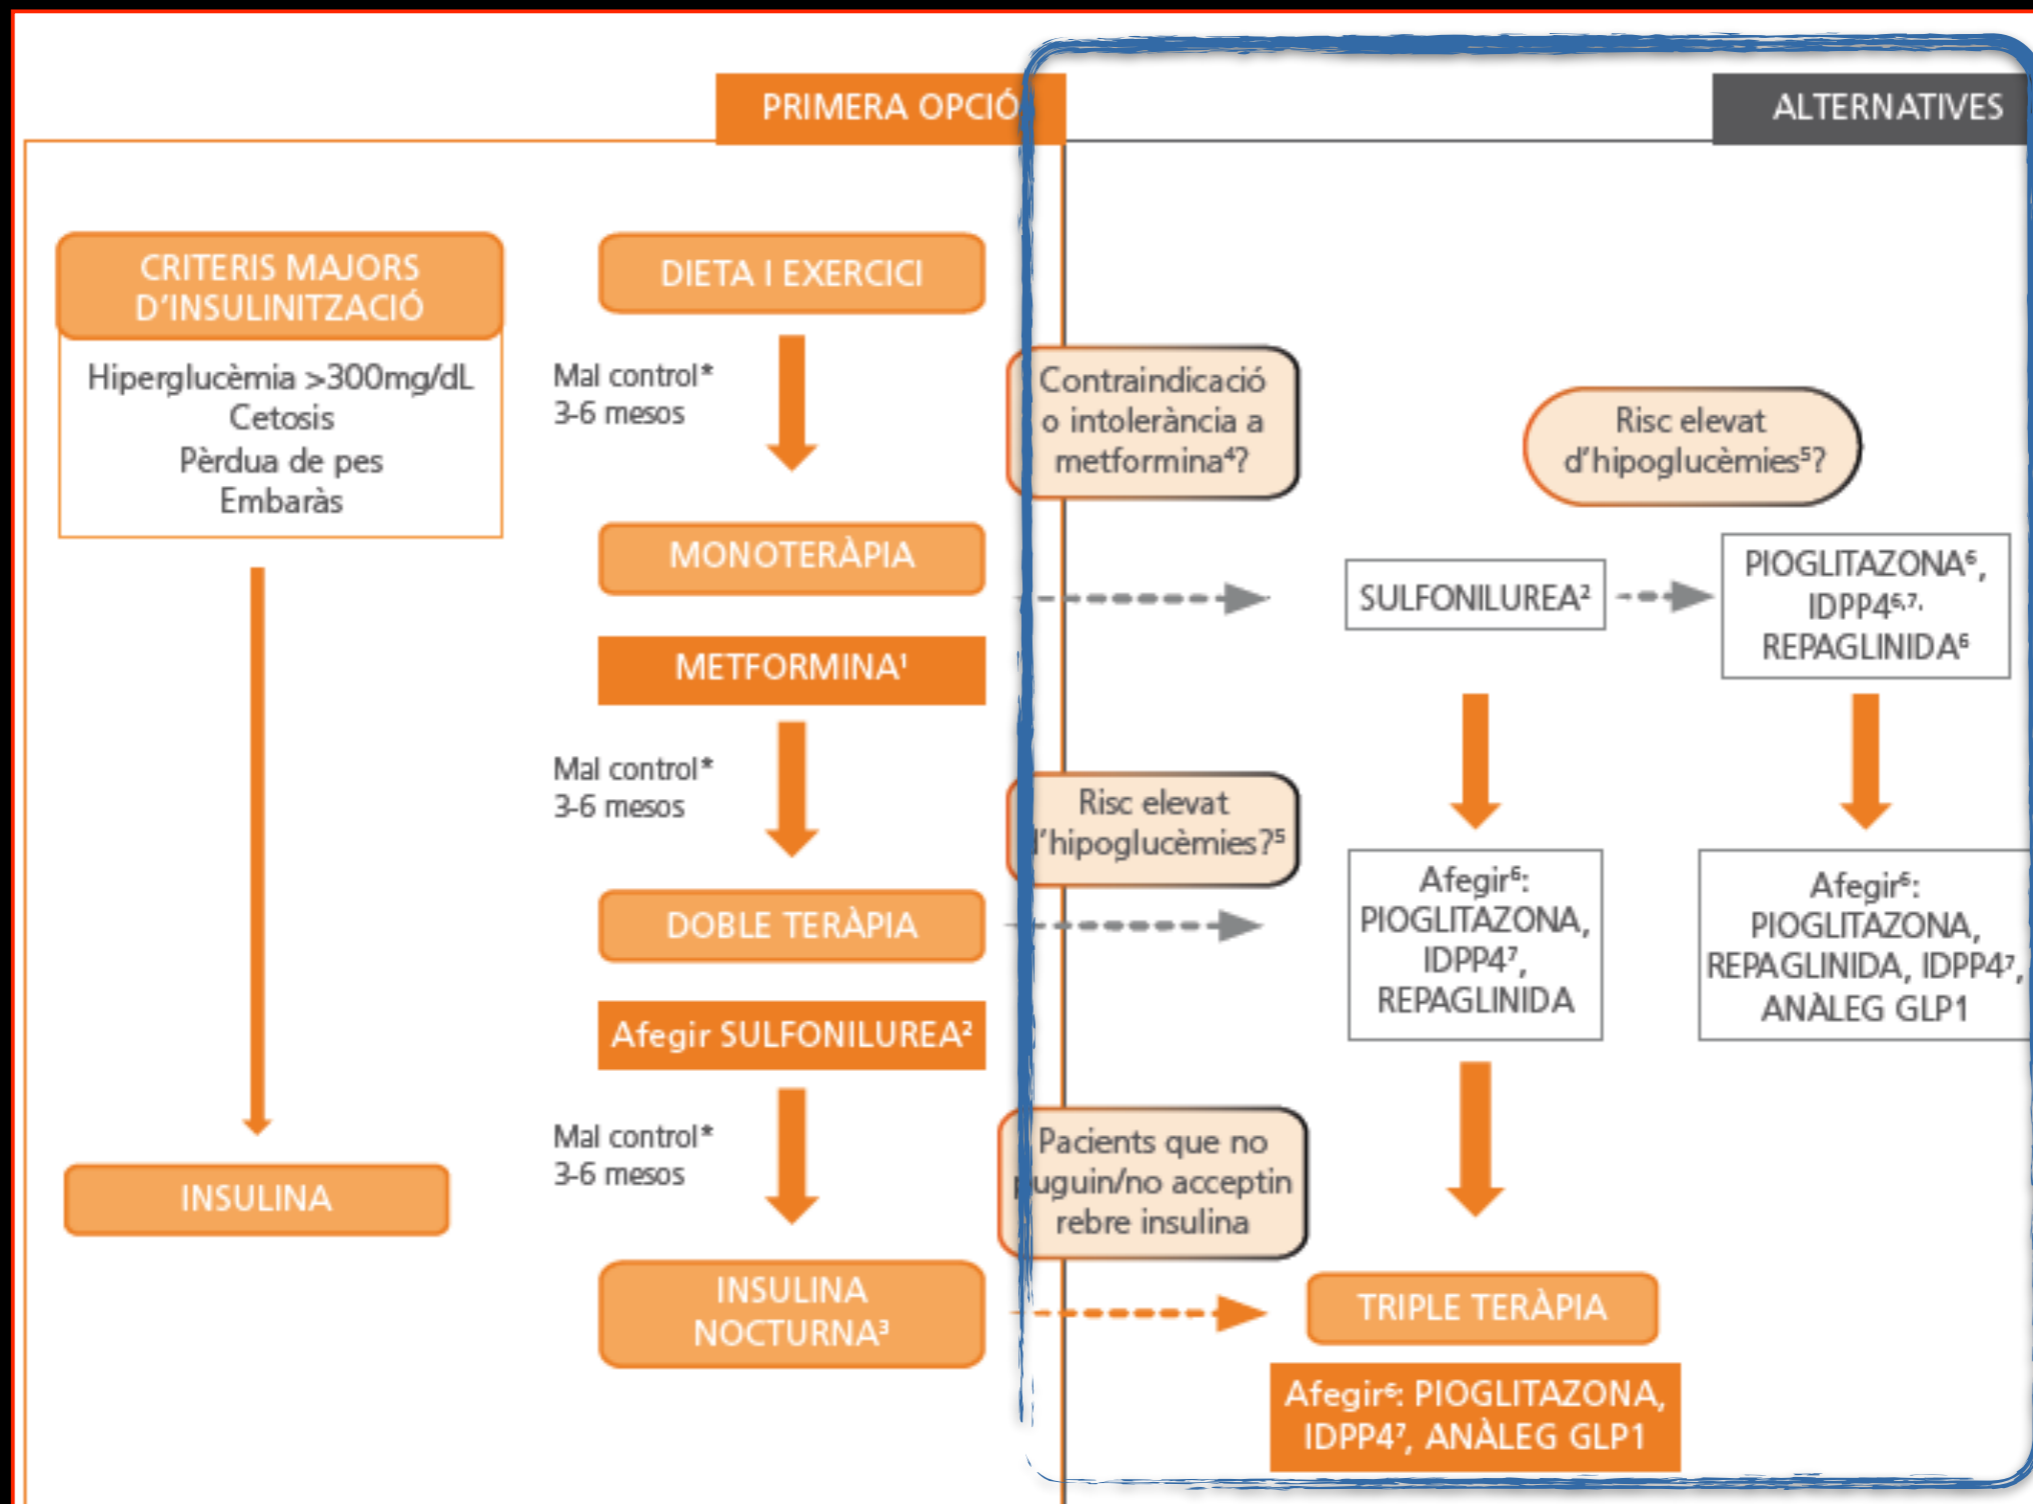 PRIMERA OPCIÓ
ALTERNATIVES
CRITERIS MAJORS
D'INSULINITZACIÓ
Hiperglucèmia >300mg/dL
Cetosis
Pèrdua de pes
Embaràs
INSULINA
DIETA I EXERCICI
Mal control*
3-6 mesos
MONOTERÀPIA
METFORMINA¹
Mal control*
3-6 mesos
DOBLE TERÀPIA
Afegir SULFONILUREA²
Mal control*
3-6 mesos
INSULINA
NOCTURNA³
Contraindicació
o intolerància a
metformina⁴?
Risc elevat
d'hipoglucèmies⁵?
SULFONILUREA²
PIOGLITAZONA⁶,
IDPP4⁶,⁷,
REPAGLINIDA⁶
Risc elevat
d'hipoglucèmies?⁵
Afegir⁶:
PIOGLITAZONA,
IDPP4⁷,
REPAGLINIDA
Afegir⁶:
PIOGLITAZONA,
REPAGLINIDA, IDPP4⁷,
ANÀLEG GLP1
Pacients que no
puguin/no acceptin
rebre insulina
TRIPLE TERÀPIA
Afegir⁶: PIOGLITAZONA,
IDPP4⁷, ANÀLEG GLP1